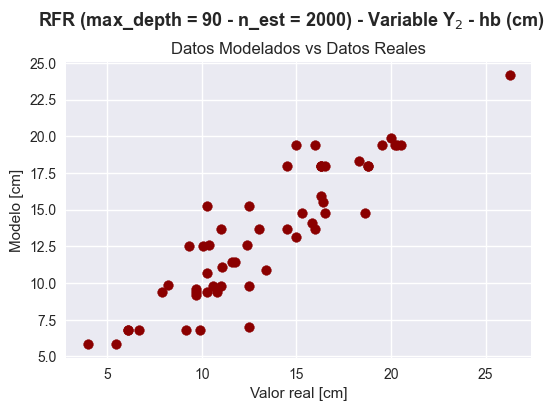 RFR (max_depth = 90 - n_est = 2000) - Variable Y₂ - hb (cm)
Datos Modelados vs Datos Reales
25.0
22.5
20.0
17.5
15.0
12.5
10.0
7.5
5.0
Modelo [cm]
5 10 15 20 25
Valor real [cm]